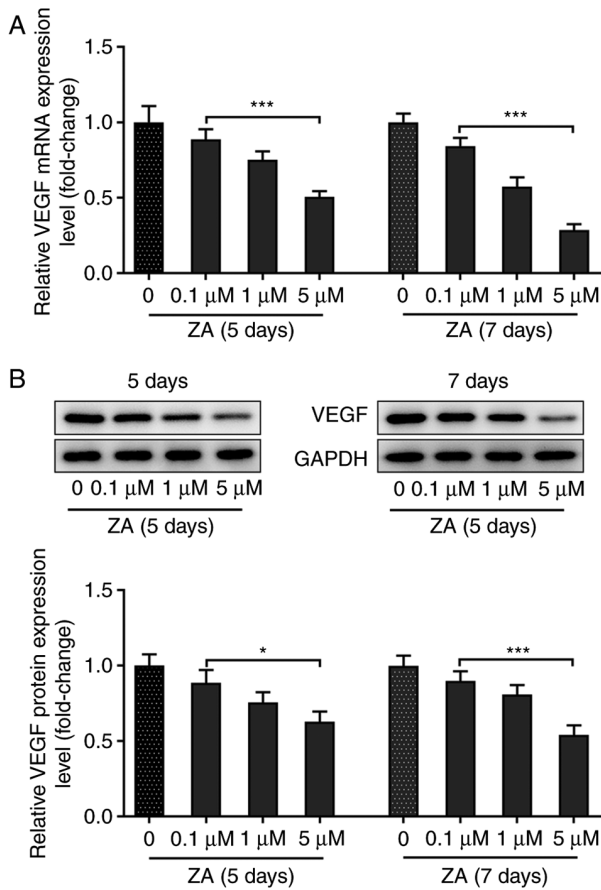 A
Relative VEGF mRNA expression
level (fold-change)
1.5
1.0
0.5
0.0
***
***
0 0.1 µM 1 µM 5 µM
0 0.1 µM 1 µM 5 µM
ZA (5 days)
ZA (7 days)
B
5 days
7 days
VEGF
GAPDH
0 0.1 µM 1 µM 5 µM
0 0.1 µM 1 µM 5 µM
ZA (5 days)
ZA (5 days)
Relative VEGF protein expression
level (fold-change)
1.5
1.0
0.5
0.0
*
***
0 0.1 µM 1 µM 5 µM
0 0.1 µM 1 µM 5 µM
ZA (5 days)
ZA (7 days)